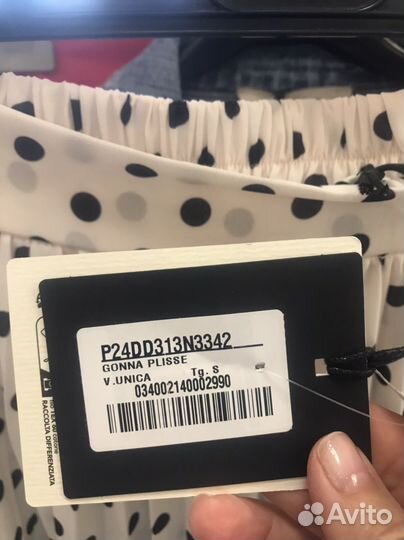 P24DD313N3342
GONNA PLISSE
V.UNICA Tg. S
034002140002990
RACCOLTA DIFFERENZIATA
Avito